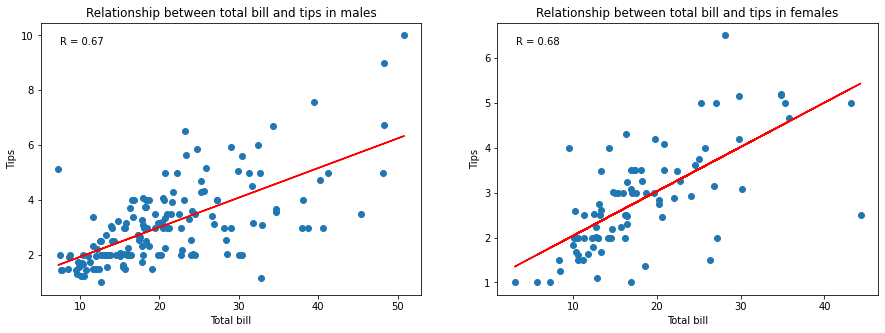 Relationship between total bill and tips in males
R = 0.67
10
8
6
4
2
Tips
10
20
30
40
50
Total bill
Relationship between total bill and tips in females
R = 0.68
6
5
4
3
2
1
Tips
10
20
30
40
Total bill